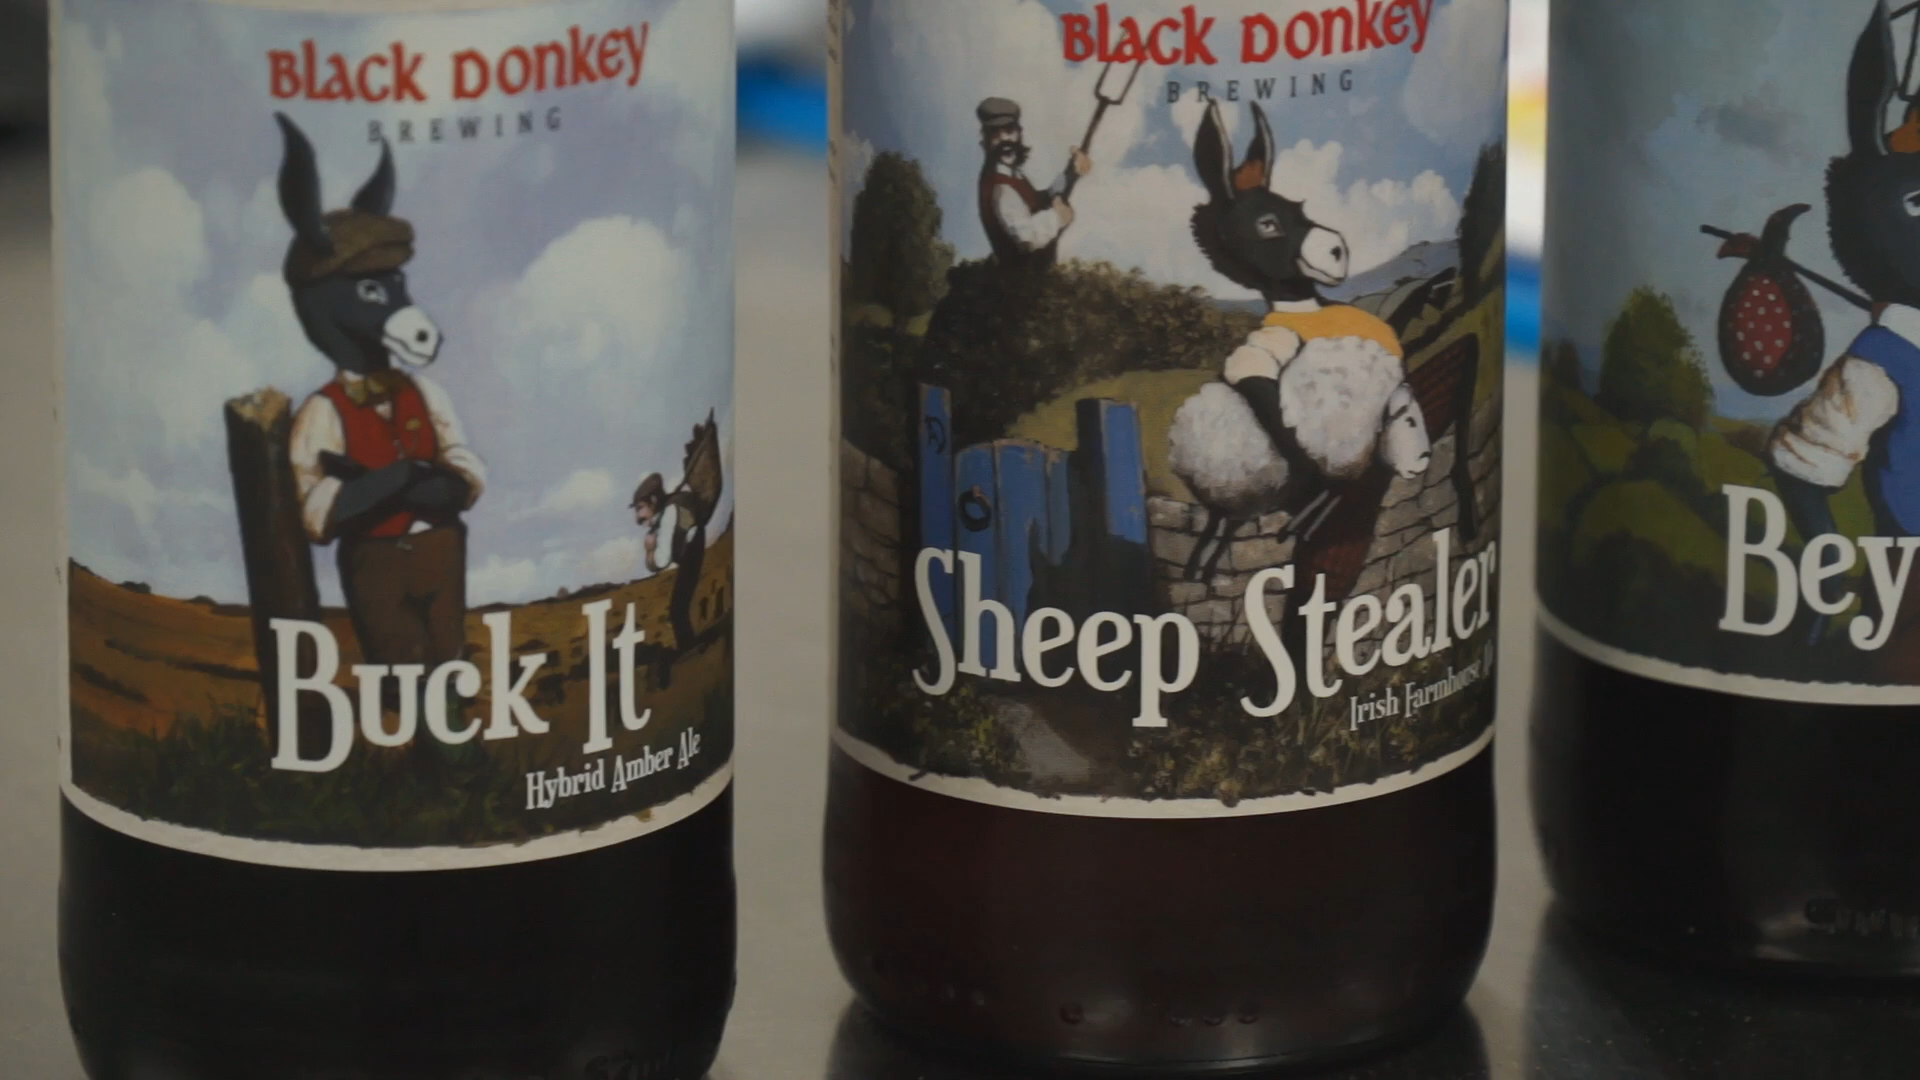 Black Donkey
BREWING
Buck It
Hybrid Amber Ale
Black Donkey
BREWING
Sheep Stealer
Irish Farmhouse
Bey